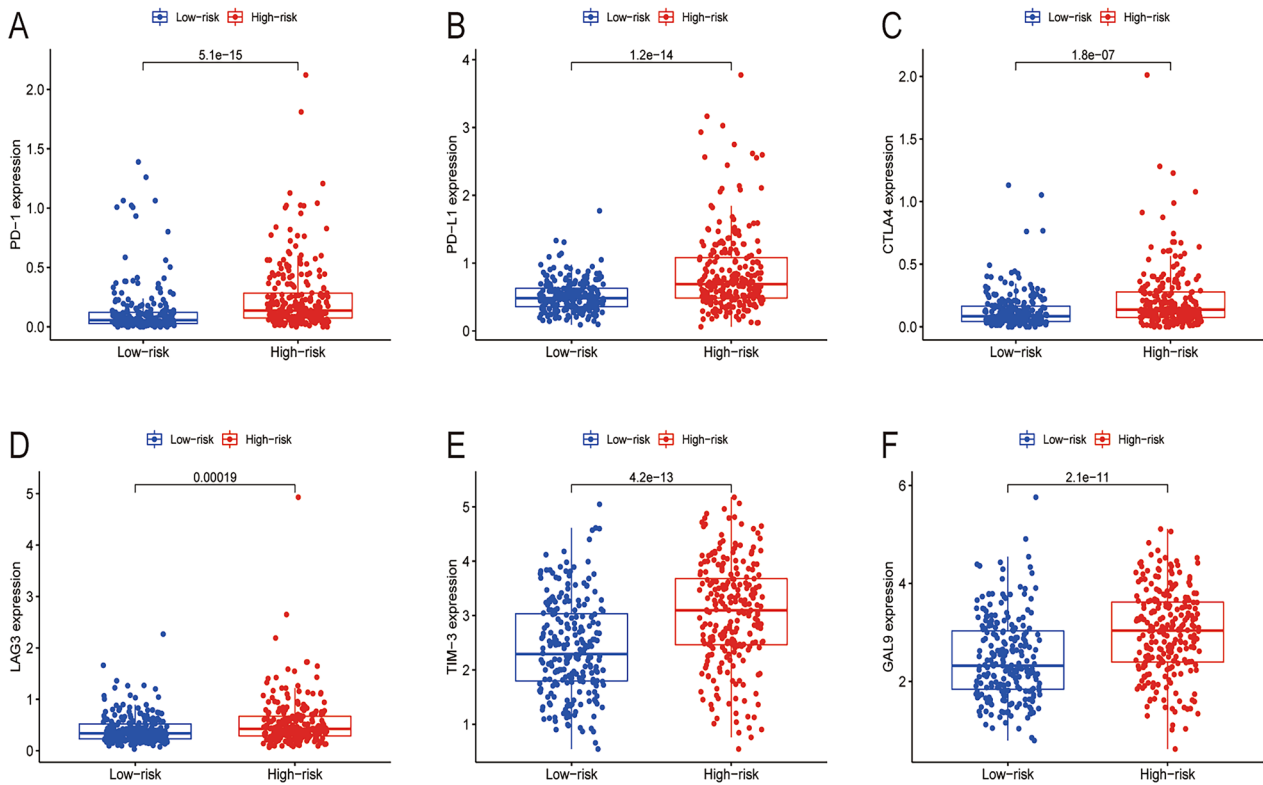 A
Low-risk High-risk
5.1e-15
PD-1 expression
2.0
1.5
1.0
0.5
0.0
Low-risk High-risk
B
Low-risk High-risk
1.2e-14
PD-L1 expression
4
3
2
1
0
Low-risk High-risk
C
Low-risk High-risk
1.8e-07
CTLA4 expression
2.0
1.5
1.0
0.5
0.0
Low-risk High-risk
D
Low-risk High-risk
0.00019
LAG3 expression
5
4
3
2
1
0
Low-risk High-risk
E
Low-risk High-risk
4.2e-13
TIM-3 expression
5
4
3
2
1
Low-risk High-risk
F
Low-risk High-risk
2.1e-11
GAL9 expression
6
4
2
Low-risk High-risk